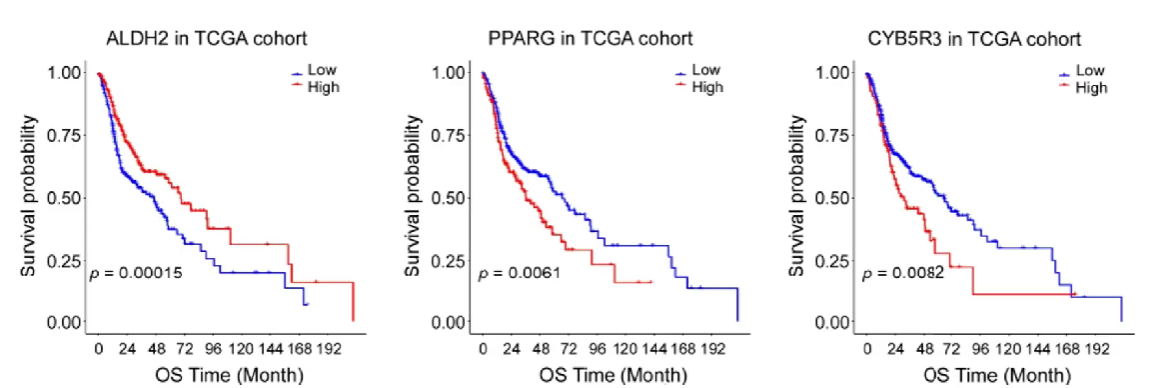 ALDH2 in TCGA cohort
1.00
0.75
0.50
0.25
0.00
Survival probability
Low
High
p = 0.00015
0 24 48 72 96 120 144 168 192
OS Time (Month)
PPARG in TCGA cohort
1.00
0.75
0.50
0.25
0.00
Survival probability
Low
High
p = 0.0061
0 24 48 72 96 120 144 168 192
OS Time (Month)
CYB5R3 in TCGA cohort
1.00
0.75
0.50
0.25
0.00
Survival probability
Low
High
p = 0.0082
0 24 48 72 96 120 144 168 192
OS Time (Month)